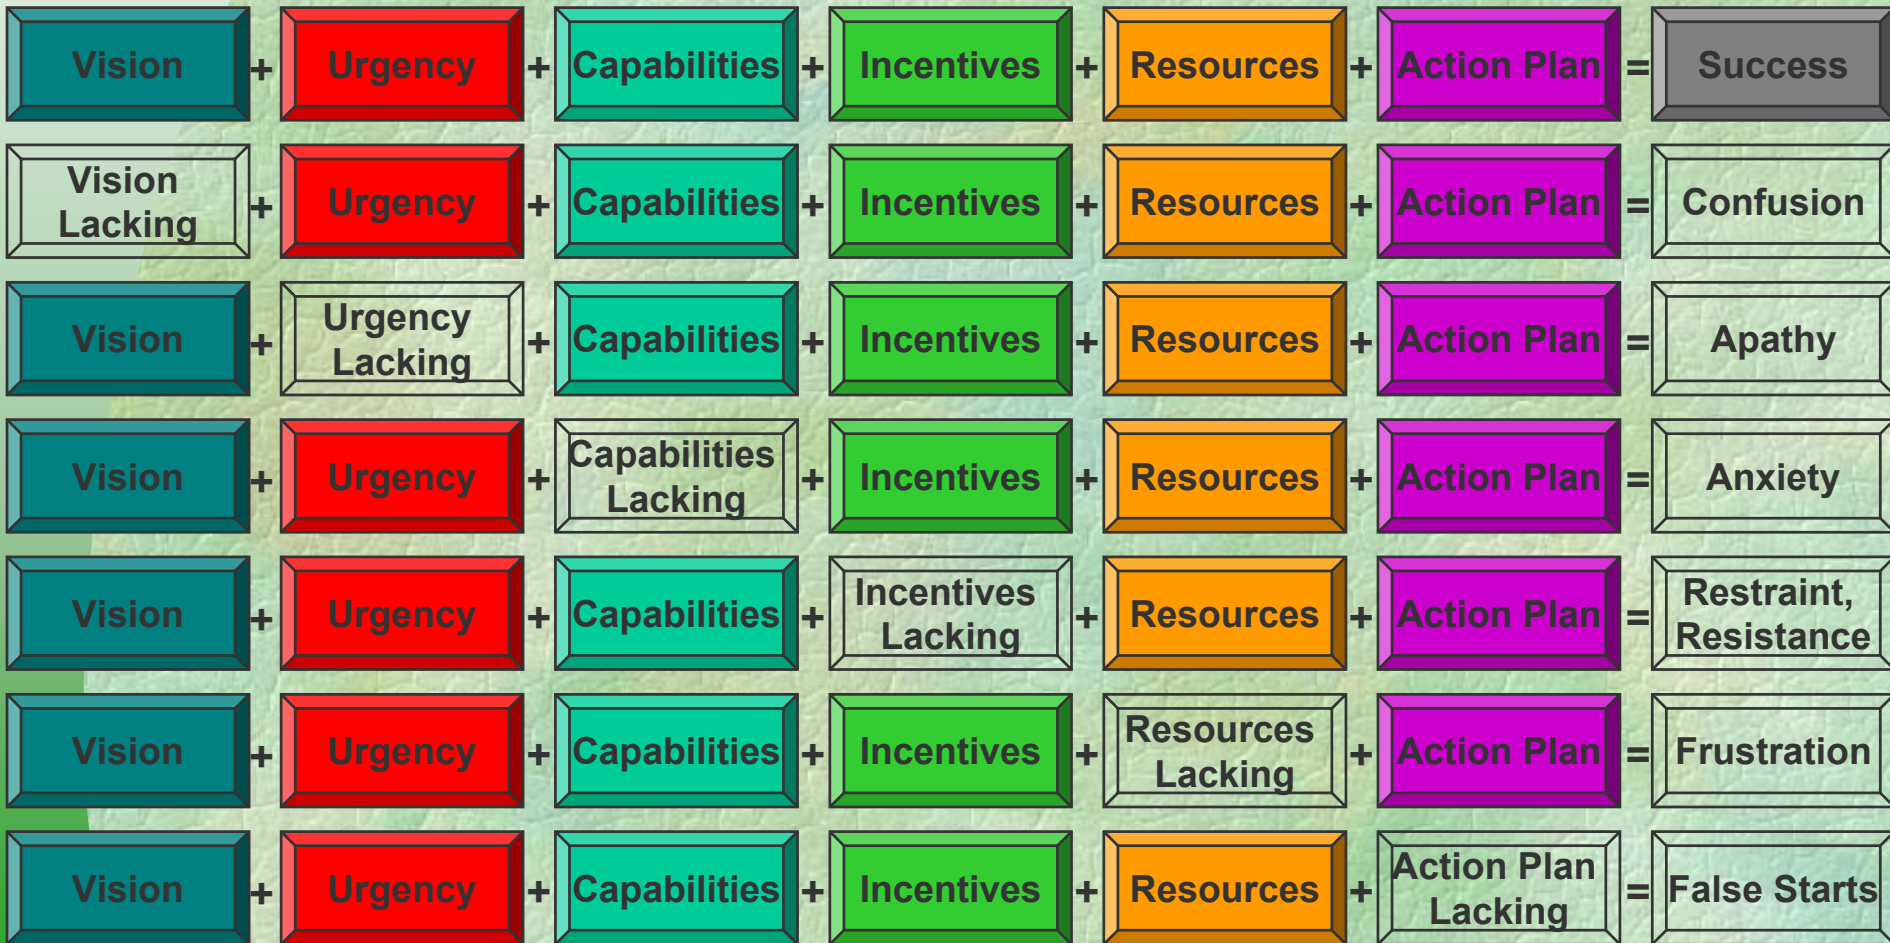 Vision + Urgency + Capabilities + Incentives + Resources + Action Plan = Success
Vision
Lacking + Urgency + Capabilities + Incentives + Resources + Action Plan = Confusion
Vision + Urgency
Lacking + Capabilities + Incentives + Resources + Action Plan = Apathy
Vision + Urgency + Capabilities
Lacking + Incentives + Resources + Action Plan = Anxiety
Vision + Urgency + Capabilities + Incentives
Lacking + Resources + Action Plan = Restraint,
Resistance
Vision + Urgency + Capabilities + Incentives + Resources
Lacking + Action Plan = Frustration
Vision + Urgency + Capabilities + Incentives + Resources + Action Plan
Lacking = False Starts